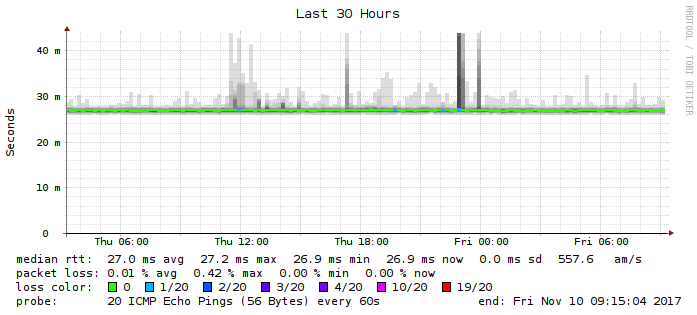 Last 30 Hours
RRDTOOL / TOBI OETIKER
Seconds
40 m
30 m
20 m
10 m
0
Thu 06:00 Thu 12:00 Thu 18:00 Fri 00:00 Fri 06:00
median rtt: 27.0 ms avg 27.2 ms max 26.9 ms min 26.9 ms now 0.0 ms sd 557.6 am/s
packet loss: 0.01 % avg 0.42 % max 0.00 % min 0.00 % now
loss color: 0 1/20 2/20 3/20 4/20 10/20 19/20
probe: 20 ICMP Echo Pings (56 Bytes) every 60s end: Fri Nov 10 09:15:04 2017